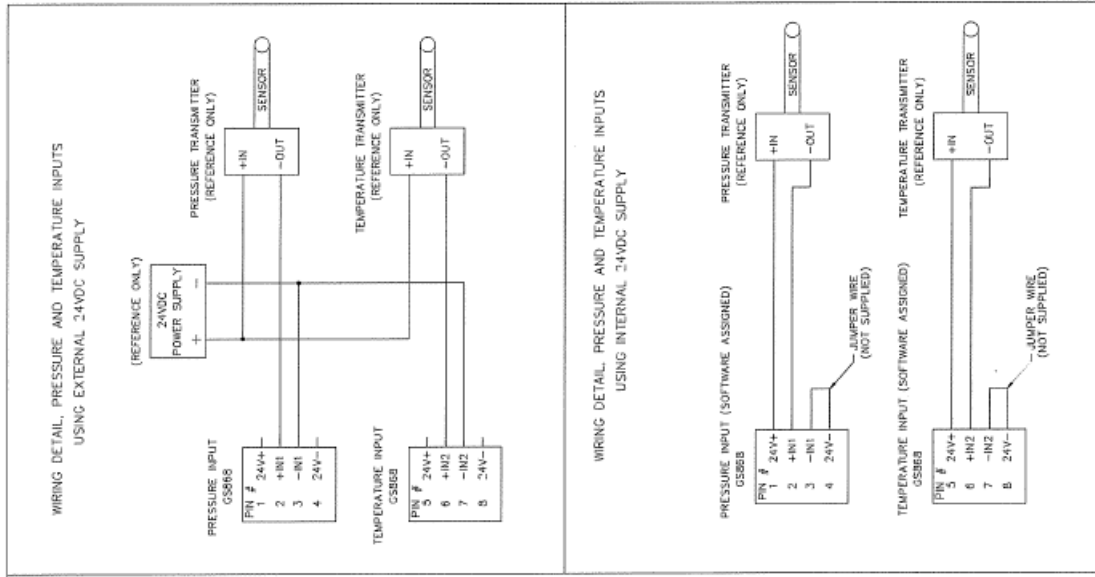 WIRING DETAIL, PRESSURE AND TEMPERATURE INPUTS
USING EXTERNAL 24VDC SUPPLY
(REFERENCE ONLY)
24VDC
POWER SUPPLY
+ −
PRESSURE INPUT
GS868
PIN #
1 24V+
2 +IN1
3 −IN1
4 24V−
PRESSURE TRANSMITTER
(REFERENCE ONLY)
+IN
−OUT
SENSOR
TEMPERATURE INPUT
GS868
PIN #
5 24V+
6 +IN2
7 −IN2
8 24V−
TEMPERATURE TRANSMITTER
(REFERENCE ONLY)
+IN
−OUT
SENSOR
WIRING DETAIL, PRESSURE AND TEMPERATURE INPUTS
USING INTERNAL 24VDC SUPPLY
PRESSURE INPUT (SOFTWARE ASSIGNED)
GS868
PIN #
1 24V+
2 +IN1
3 −IN1
4 24V−
JUMPER WIRE
(NOT SUPPLIED)
PRESSURE TRANSMITTER
(REFERENCE ONLY)
+IN
−OUT
SENSOR
TEMPERATURE INPUT (SOFTWARE ASSIGNED)
GS868
PIN #
5 24V+
6 +IN2
7 −IN2
8 24V−
JUMPER WIRE
(NOT SUPPLIED)
TEMPERATURE TRANSMITTER
(REFERENCE ONLY)
+IN
−OUT
SENSOR